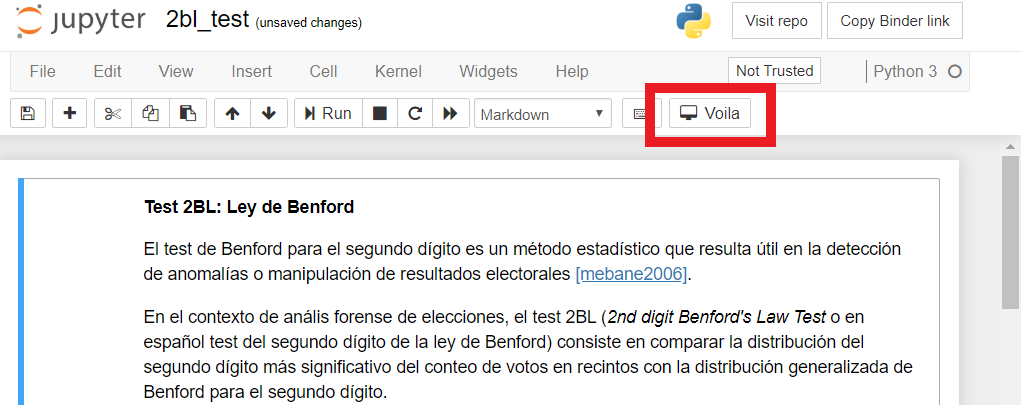 jupyter 2bl_test (unsaved changes) Visit repo Copy Binder link
File Edit View Insert Cell Kernel Widgets Help Not Trusted Python 3
Run Markdown Voila
Test 2BL: Ley de Benford
El test de Benford para el segundo dígito es un método estadístico que resulta útil en la detección
de anomalías o manipulación de resultados electorales [mebane2006].
En el contexto de anális forense de elecciones, el test 2BL (2nd digit Benford's Law Test o en
español test del segundo dígito de la ley de Benford) consiste en comparar la distribución del
segundo dígito más significativo del conteo de votos en recintos con la distribución generalizada de
Benford para el segundo dígito.